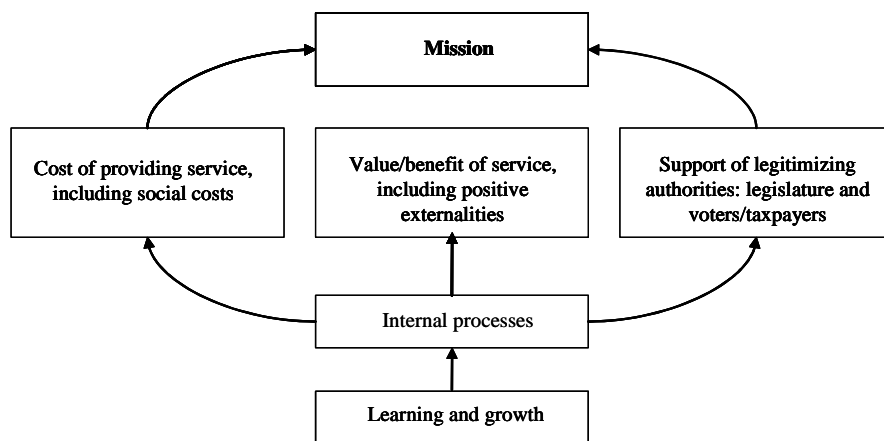 Mission
Cost of providing service,
including social costs
Value/benefit of service,
including positive
externalities
Support of legitimizing
authorities: legislature and
voters/taxpayers
Internal processes
Learning and growth